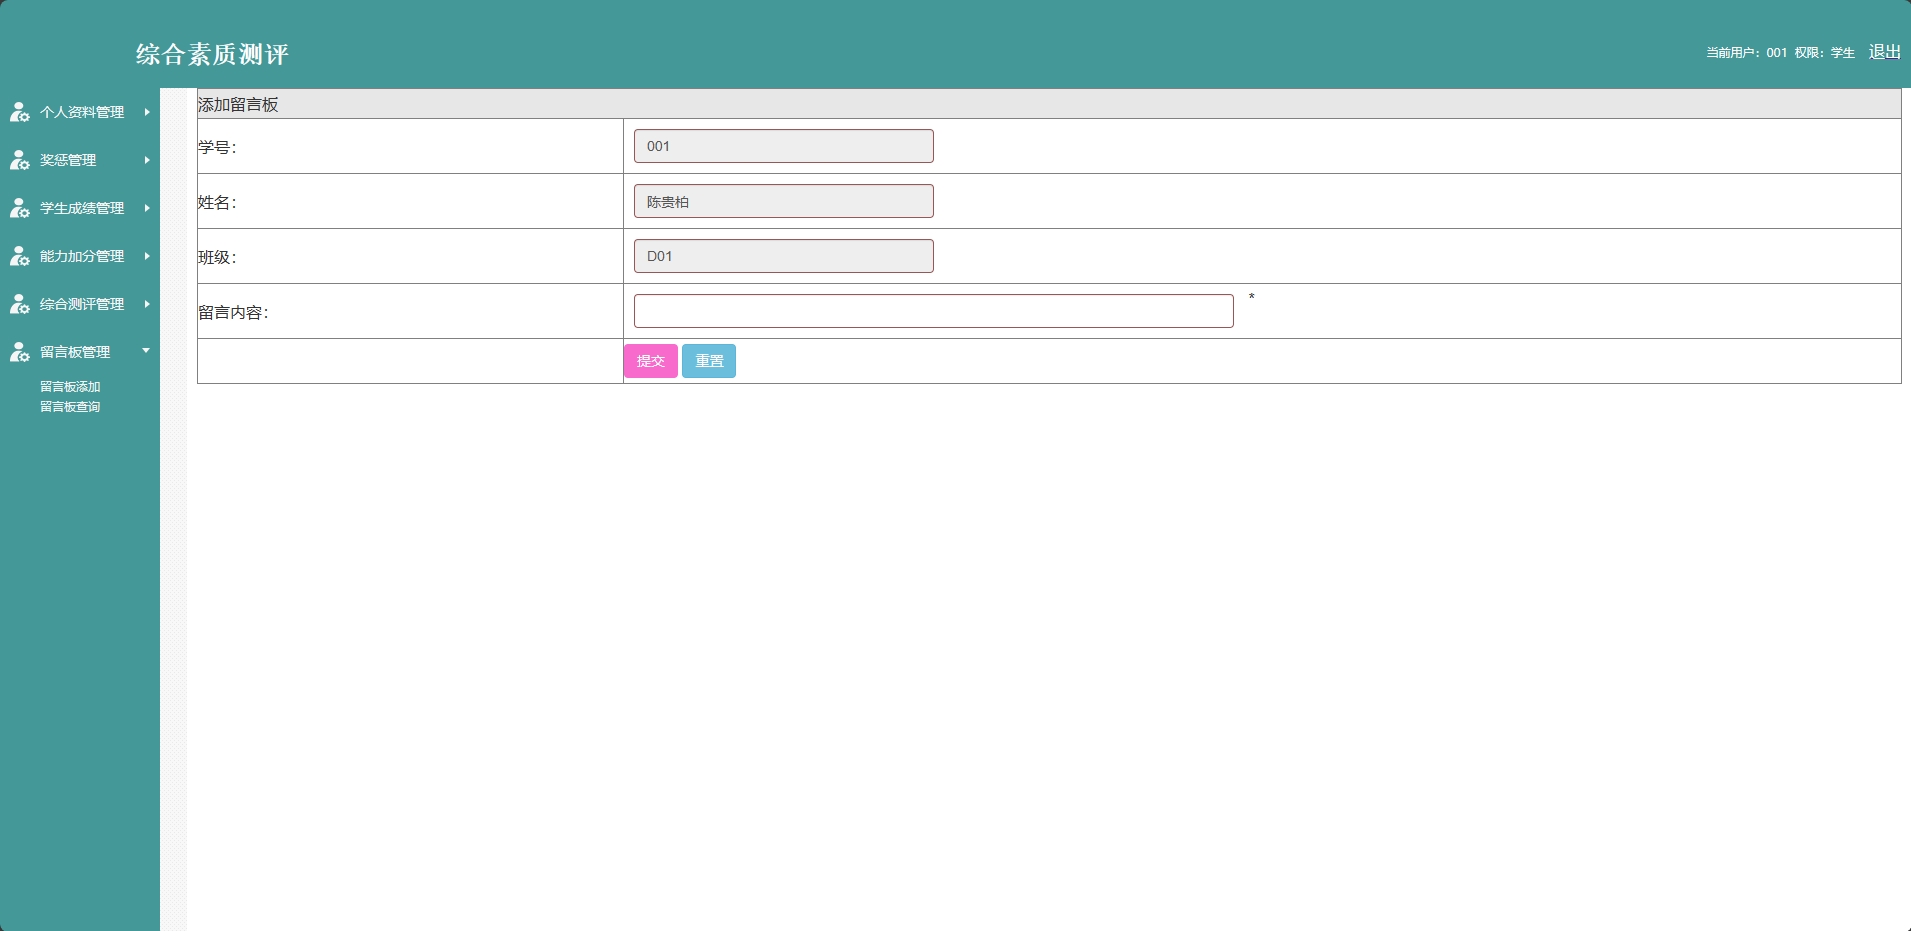 综合素质测评
当前用户：001 权限：学生 退出
个人资料管理
奖惩管理
学生成绩管理
能力加分管理
综合测评管理
留言板管理
留言板添加
留言板查询
添加留言板
学号： 001
姓名： 陈贵柏
班级： D01
留言内容： *
提交 重置